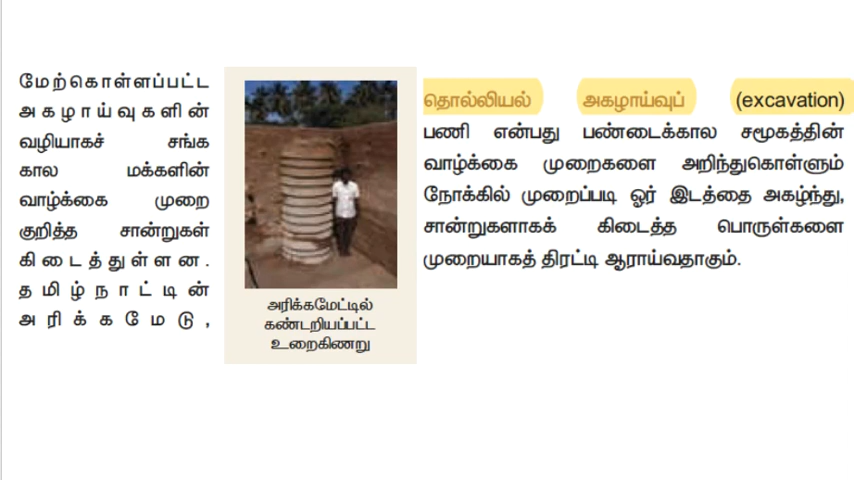 மேற்கொள்ளப்பட்ட
அகழாய்வுகளின்
வழியாகச் சங்க
கால மக்களின்
வாழ்க்கை முறை
குறித்த சான்றுகள்
கிடைத்துள்ளன.
தமிழ்நாட்டின்
அரிக்கமேடு,
அரிக்கமேட்டில்
கண்டறியப்பட்ட
உறைகிணறு
தொல்லியல் அகழாய்வுப் (excavation)
பணி என்பது பண்டைக்கால சமூகத்தின்
வாழ்க்கை முறைகளை அறிந்துகொள்ளும்
நோக்கில் முறைப்படி ஓர் இடத்தை அகழ்ந்து,
சான்றுகளாகக் கிடைத்த பொருள்களை
முறையாகத் திரட்டி ஆராய்வதாகும்.